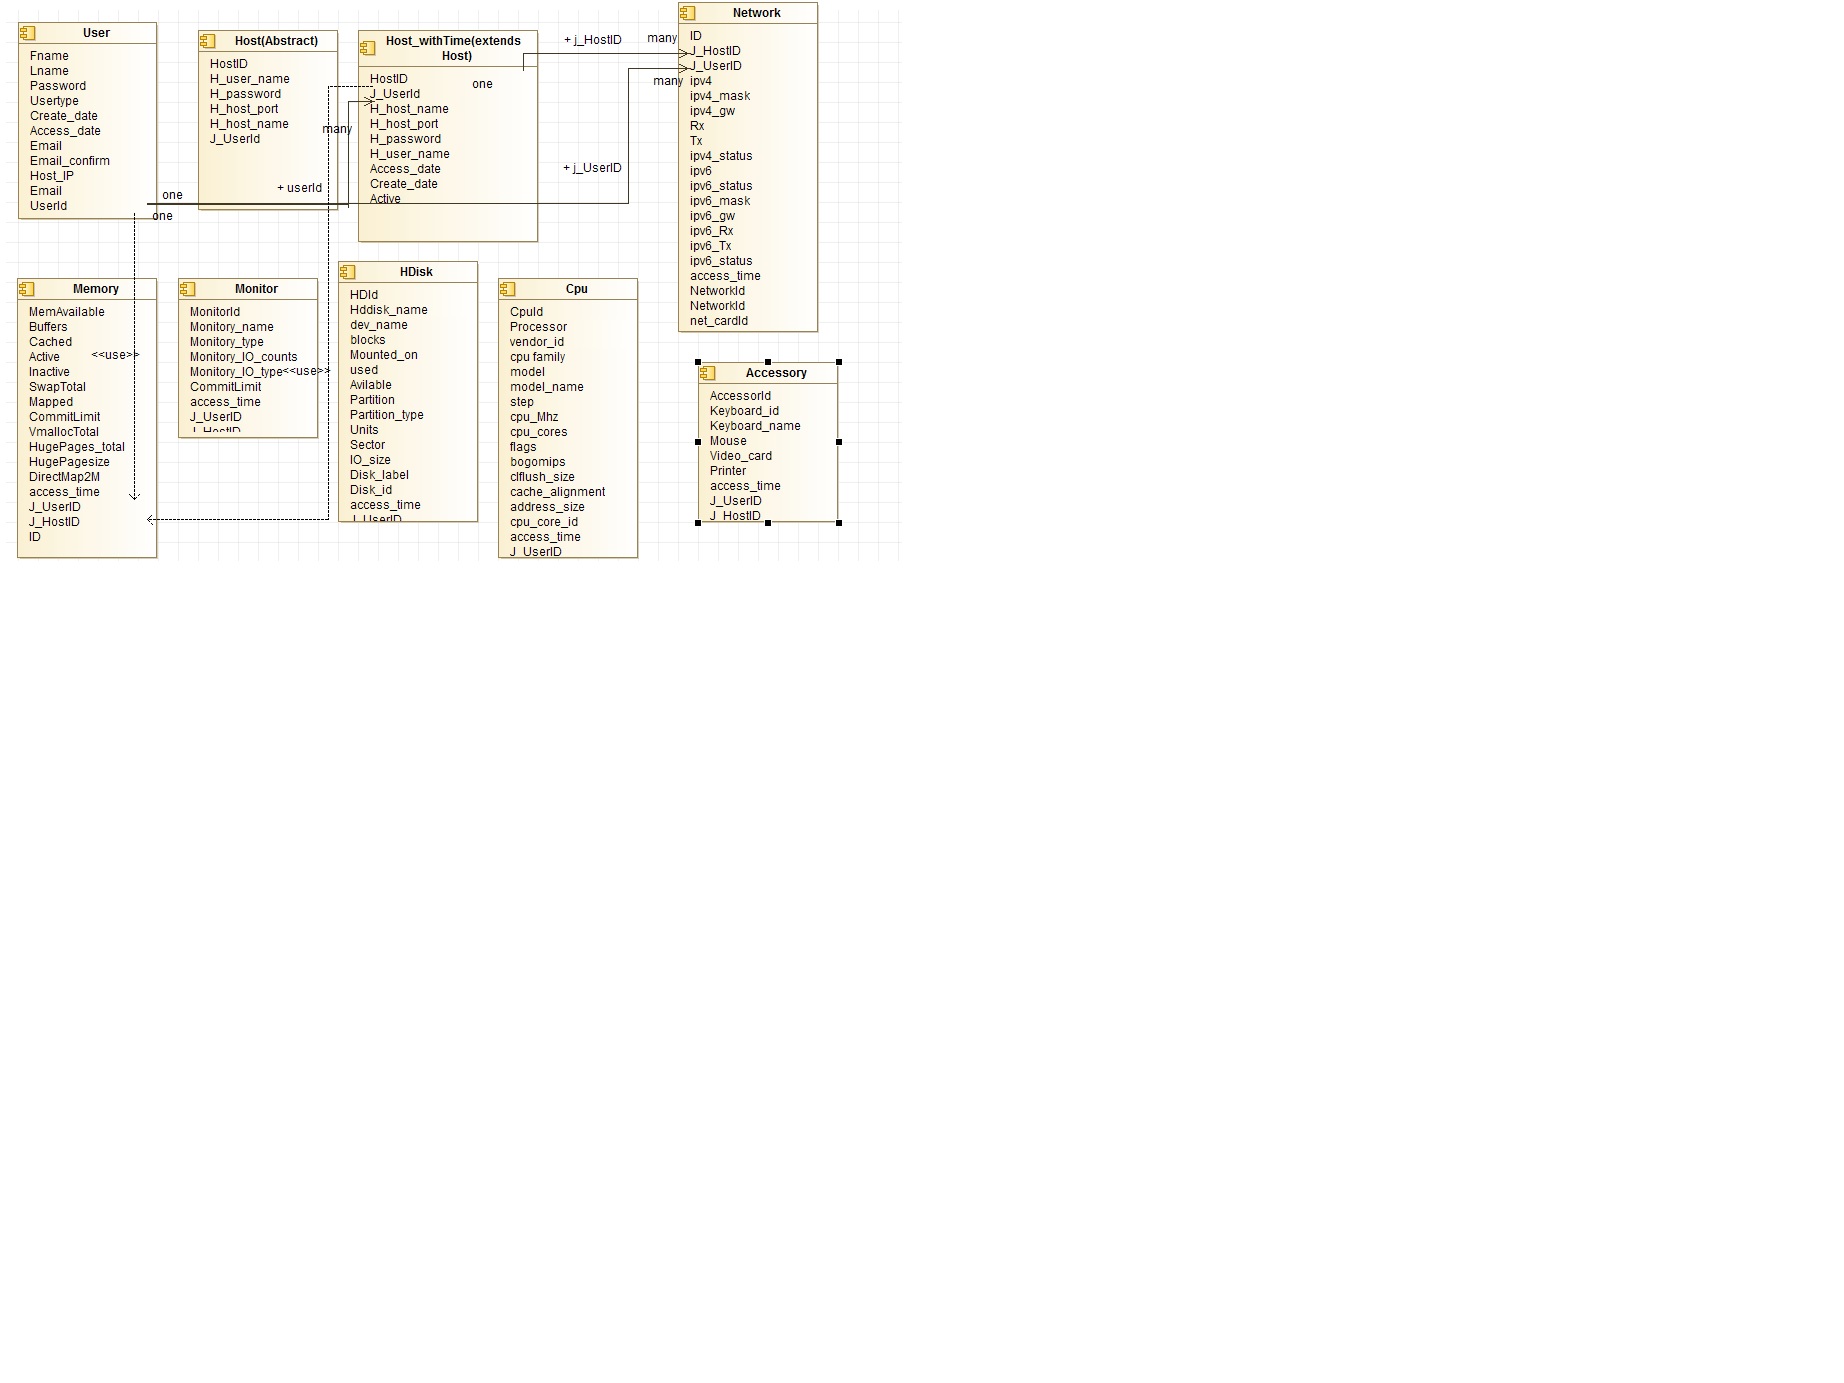 User
Fname
Lname
Password
Usertype
Create_date
Access_date
Email
Email_confirm
Host_IP
Email
UserId
one
one
Host(Abstract)
HostID
H_user_name
H_password
H_host_port
H_host_name
J_UserId
+ userId
many
Host_withTime(extends
Host)
HostID
J_UserId
H_host_name
H_host_port
H_password
H_user_name
Access_date
Create_date
Active
one
+ j_HostID
many
many
+ j_UserID
Network
ID
J_HostID
J_UserID
ipv4
ipv4_mask
ipv4_gw
Rx
Tx
ipv4_status
ipv6
ipv6_status
ipv6_mask
ipv6_gw
ipv6_Rx
ipv6_Tx
ipv6_status
access_time
NetworkId
NetworkId
net_cardId
Memory
MemAvailable
Buffers
Cached
Active
<<use>>
Inactive
SwapTotal
Mapped
CommitLimit
VmallocTotal
HugePages_total
HugePagesize
DirectMap2M
access_time
J_UserID
J_HostID
ID
Monitor
MonitorId
Monitory_name
Monitory_type
Monitory_IO_counts
Monitory_IO_type
<<use>>
CommitLimit
access_time
J_UserID
J_HostID
HDisk
HDId
Hddisk_name
dev_name
blocks
Mounted_on
used
Avilable
Partition
Partition_type
Units
Sector
IO_size
Disk_label
Disk_id
access_time
J_UserID
Cpu
CpuId
Processor
vendor_id
cpu family
model
model_name
step
cpu_Mhz
cpu_cores
flags
bogomips
clflush_size
cache_alignment
address_size
cpu_core_id
access_time
J_UserID
Accessory
AccessorId
Keyboard_id
Keyboard_name
Mouse
Video_card
Printer
access_time
J_UserID
J_HostID